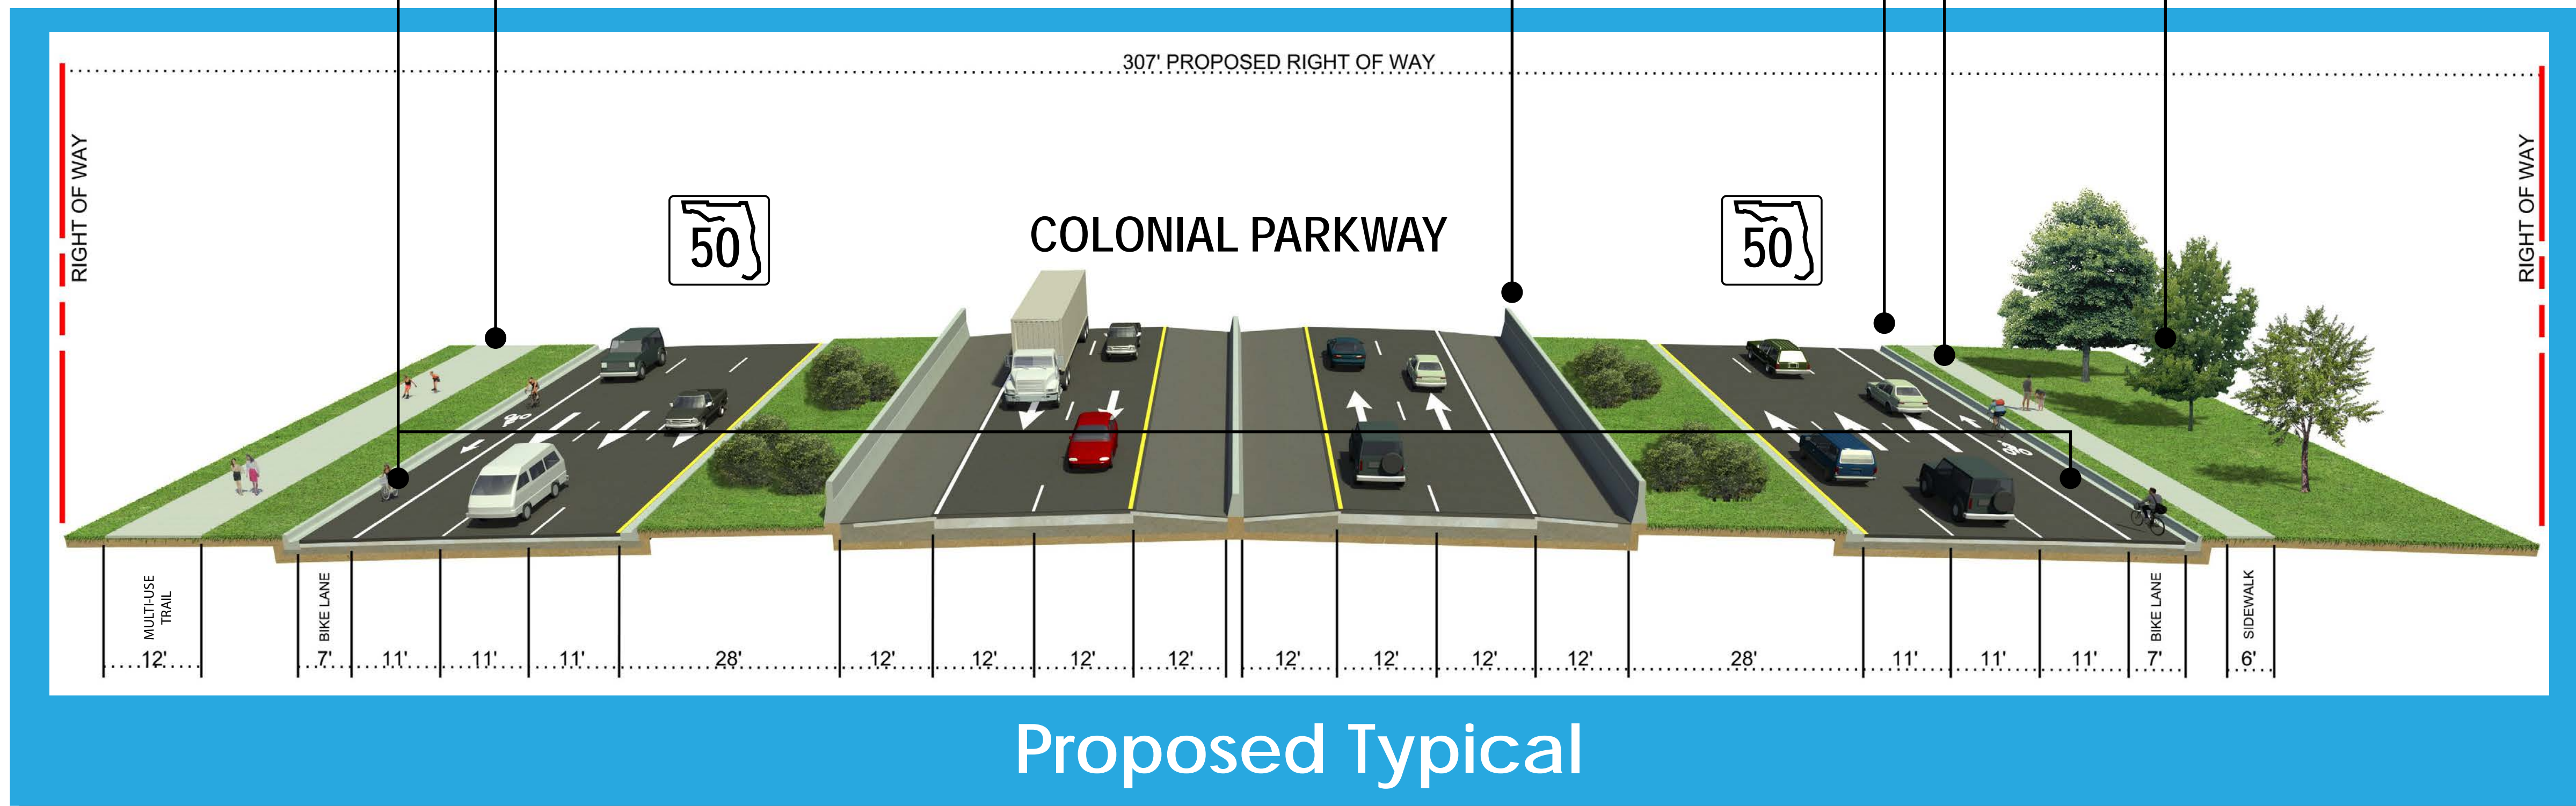 307' PROPOSED RIGHT OF WAY
RIGHT OF WAY
RIGHT OF WAY
50
COLONIAL PARKWAY
50
MULTI-USE
TRAIL
BIKE LANE
BIKE LANE
SIDEWALK
12' 7' 11' 11' 11' 28' 12' 12' 12' 12' 12' 12' 12' 12' 28' 11' 11' 11' 7' 6'
Proposed Typical